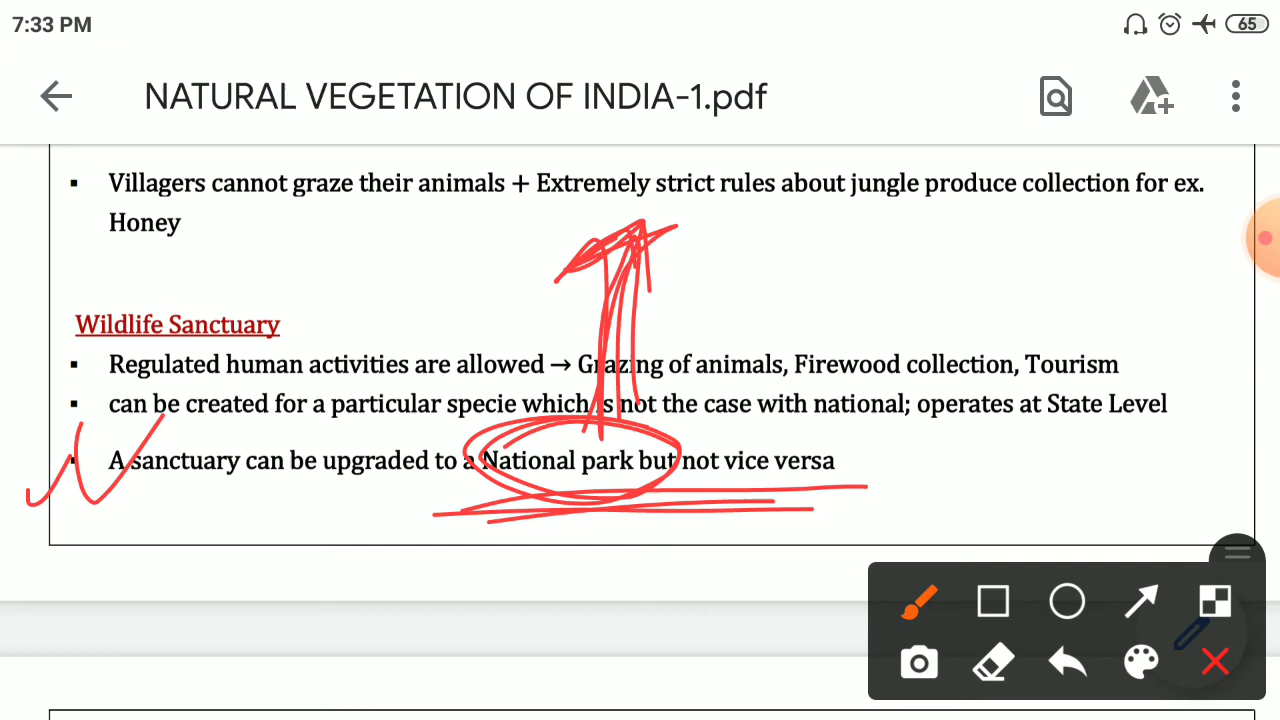 7:33 PM
65
NATURAL VEGETATION OF INDIA-1.pdf
▪ Villagers cannot graze their animals + Extremely strict rules about jungle produce collection for ex.
Honey
Wildlife Sanctuary
▪ Regulated human activities are allowed → Grazing of animals, Firewood collection, Tourism
▪ can be created for a particular specie which is not the case with national; operates at State Level
▪ A sanctuary can be upgraded to a National park but not vice versa